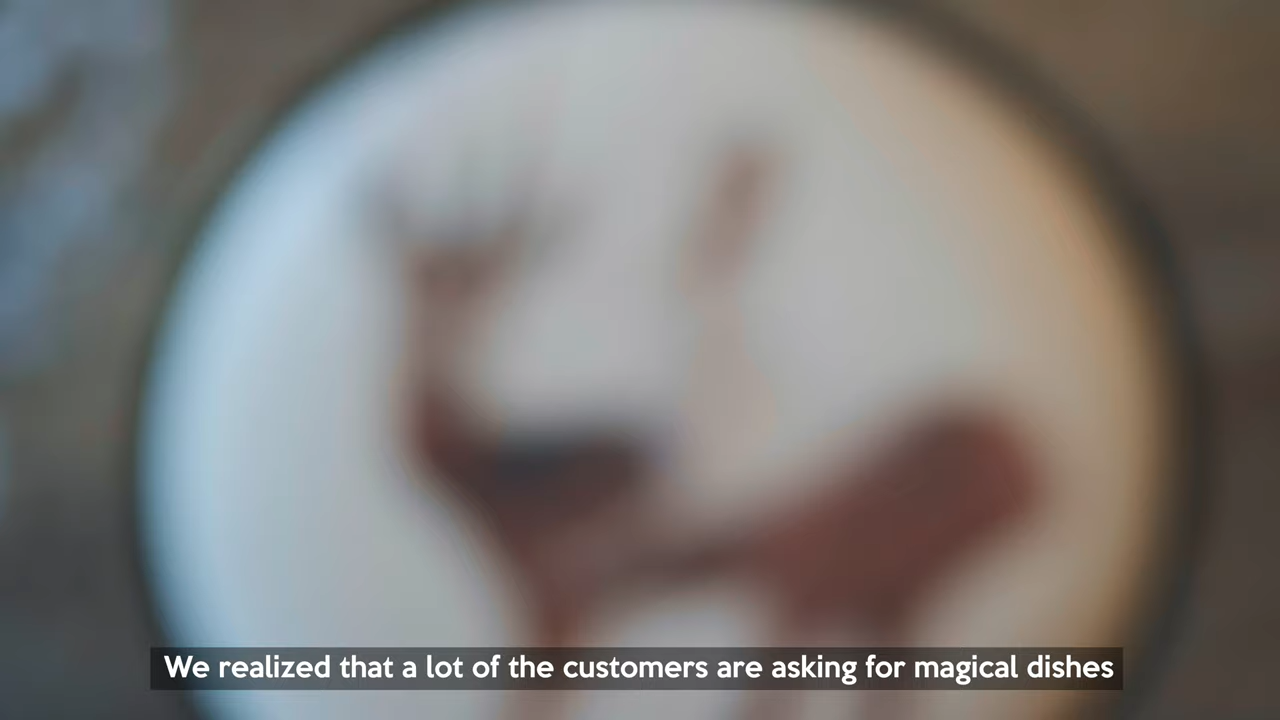 We realized that a lot of the customers are asking for magical dishes